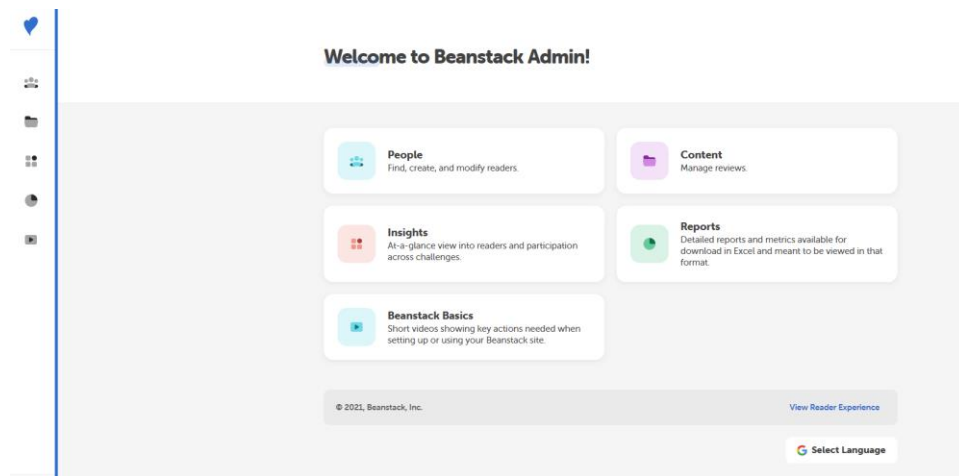 Welcome to Beanstack Admin!
People
Find, create, and modify readers.
Content
Manage reviews.
Insights
At-a-glance view into readers and participation
across challenges.
Reports
Detailed reports and metrics available for
download in Excel and meant to be viewed in that
format.
Beanstack Basics
Short videos showing key actions needed when
setting up or using your Beanstack site.
© 2021, Beanstack, Inc.
View Reader Experience
Select Language